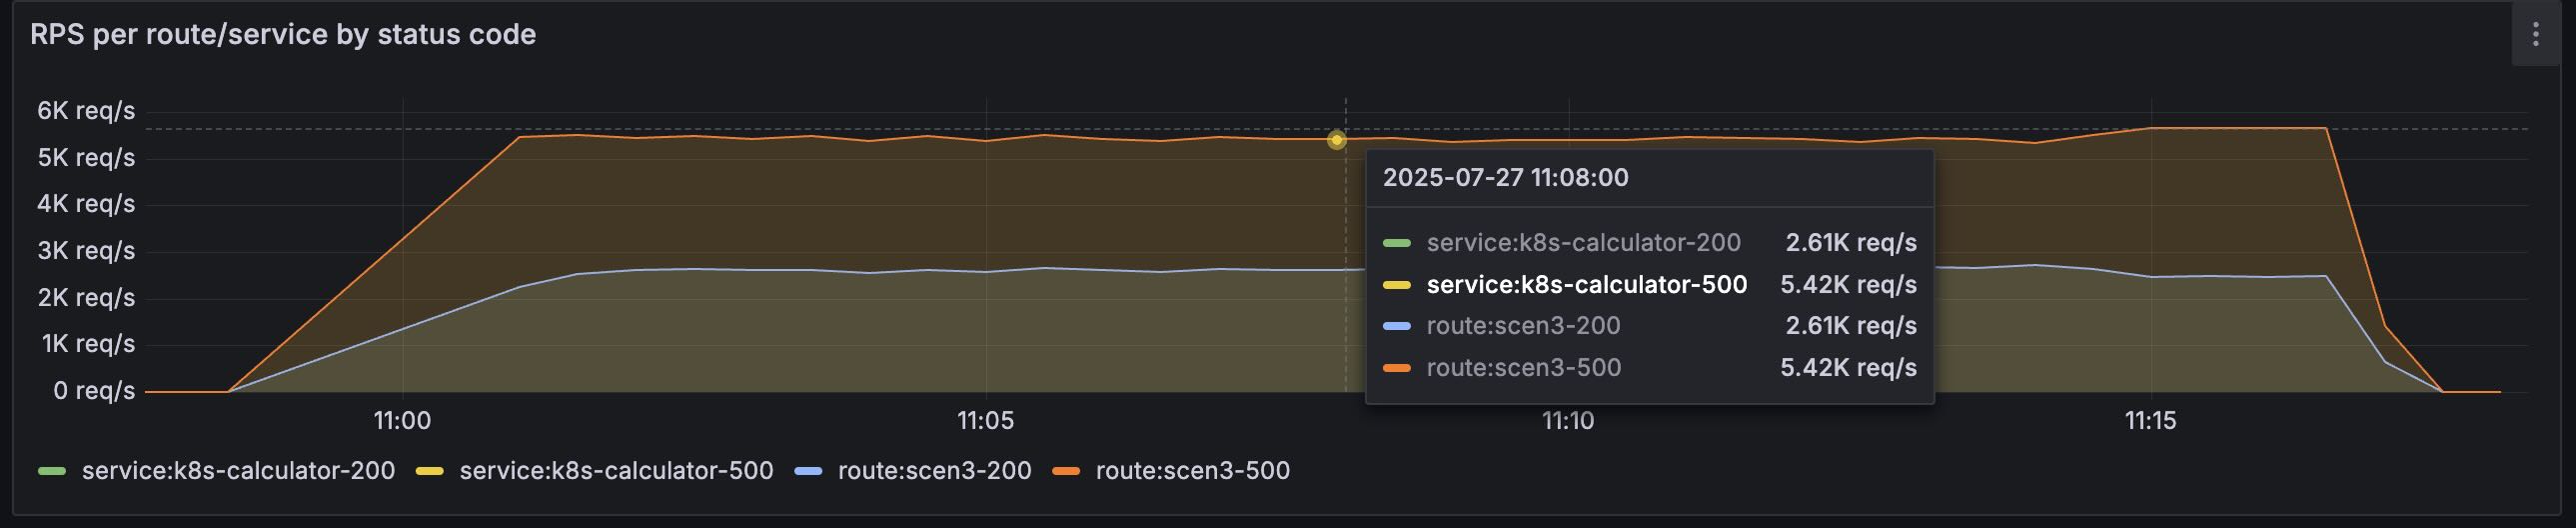 RPS per route/service by status code
6K req/s
5K req/s
4K req/s
3K req/s
2K req/s
1K req/s
0 req/s
2025-07-27 11:08:00
service:k8s-calculator-200 2.61K req/s
service:k8s-calculator-500 5.42K req/s
route:scen3-200 2.61K req/s
route:scen3-500 5.42K req/s
11:00 11:05 11:10 11:15
service:k8s-calculator-200 service:k8s-calculator-500 route:scen3-200 route:scen3-500